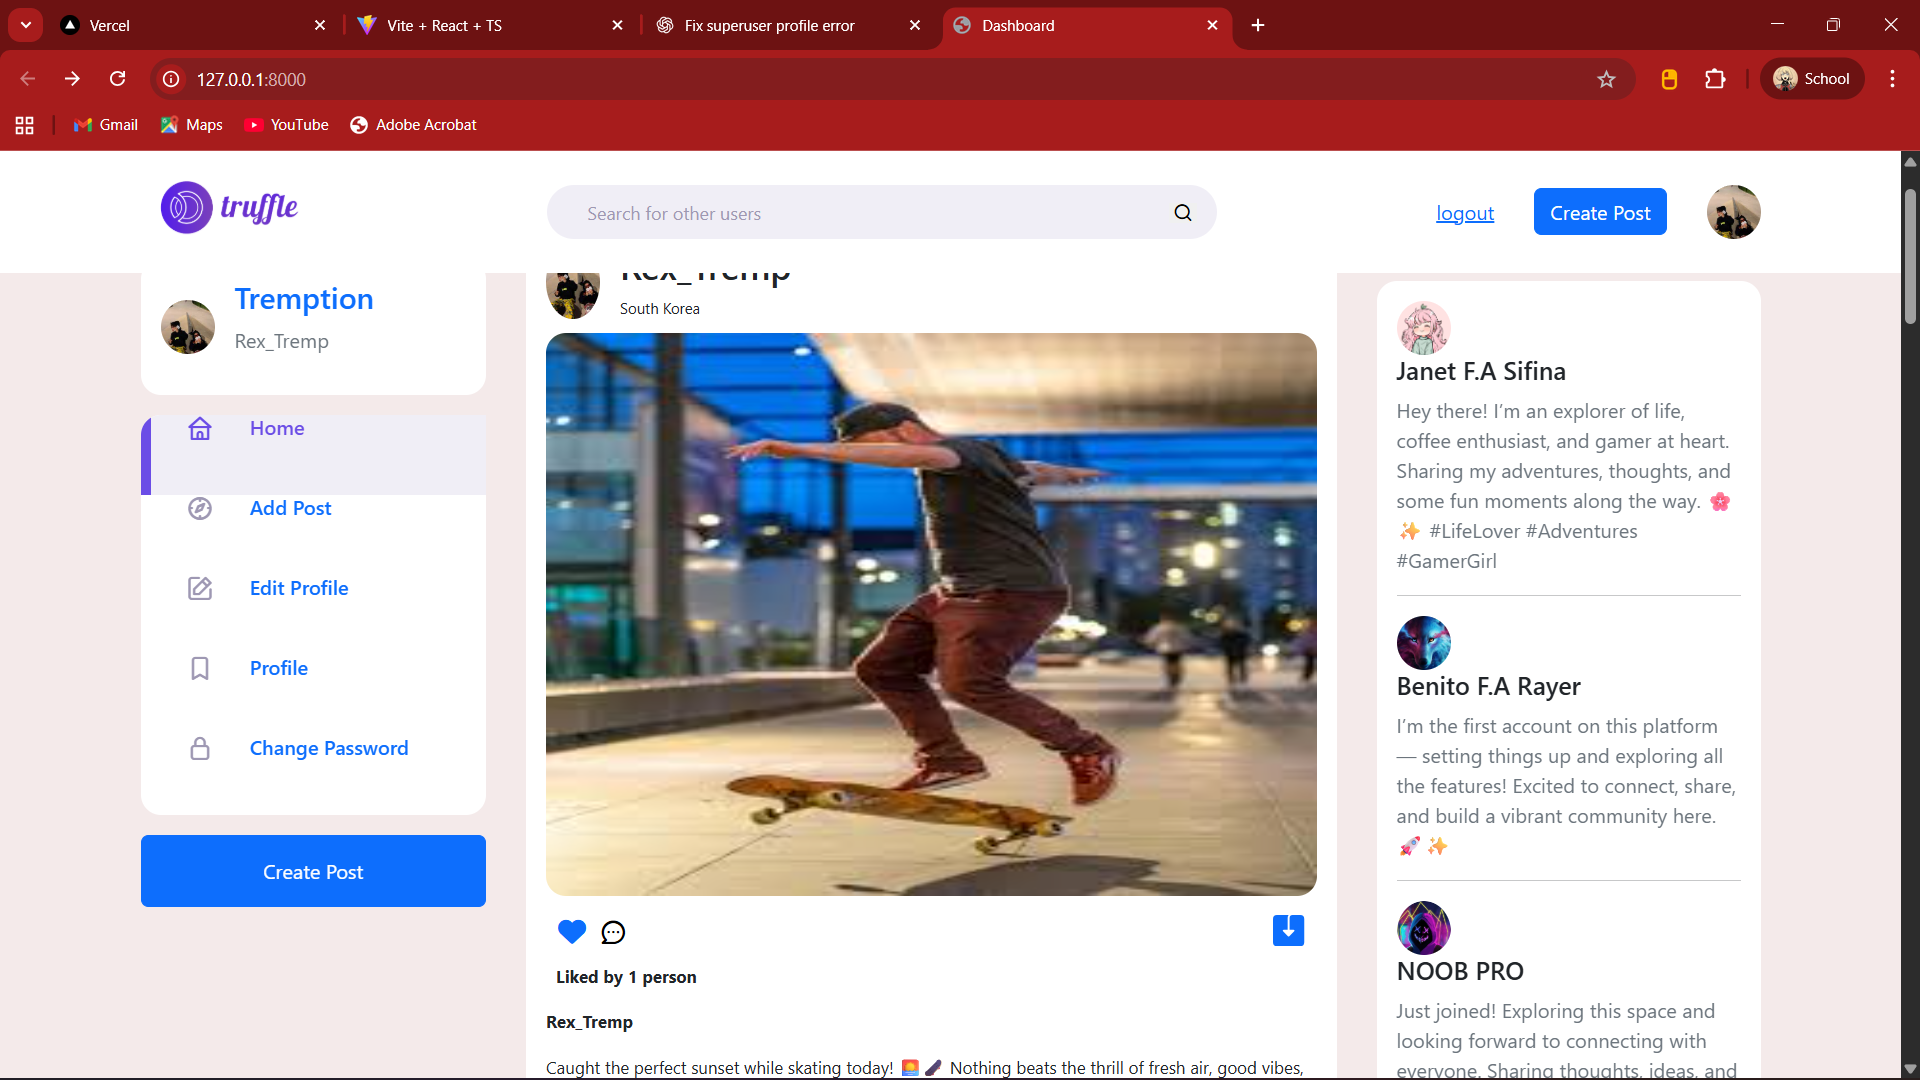 Vercel
Vite + React + TS
Fix superuser profile error
Dashboard
127.0.0.1:8000
School
Gmail
Maps
YouTube
Adobe Acrobat
truffle
Search for other users
logout
Create Post
Tremption
Rex_Tremp
Home
Add Post
Edit Profile
Profile
Change Password
Create Post
Rex_Tremp
South Korea
Liked by 1 person
Rex_Tremp
Caught the perfect sunset while skating today! 🌅🛹 Nothing beats the thrill of fresh air, good vibes,
Janet F.A Sifina
Hey there! I’m an explorer of life,
coffee enthusiast, and gamer at heart.
Sharing my adventures, thoughts, and
some fun moments along the way. 🌸
✨ #LifeLover #Adventures
#GamerGirl
Benito F.A Rayer
I’m the first account on this platform
— setting things up and exploring all
the features! Excited to connect, share,
and build a vibrant community here.
🚀✨
NOOB PRO
Just joined! Exploring this space and
looking forward to connecting with
everyone. Sharing thoughts, ideas, and